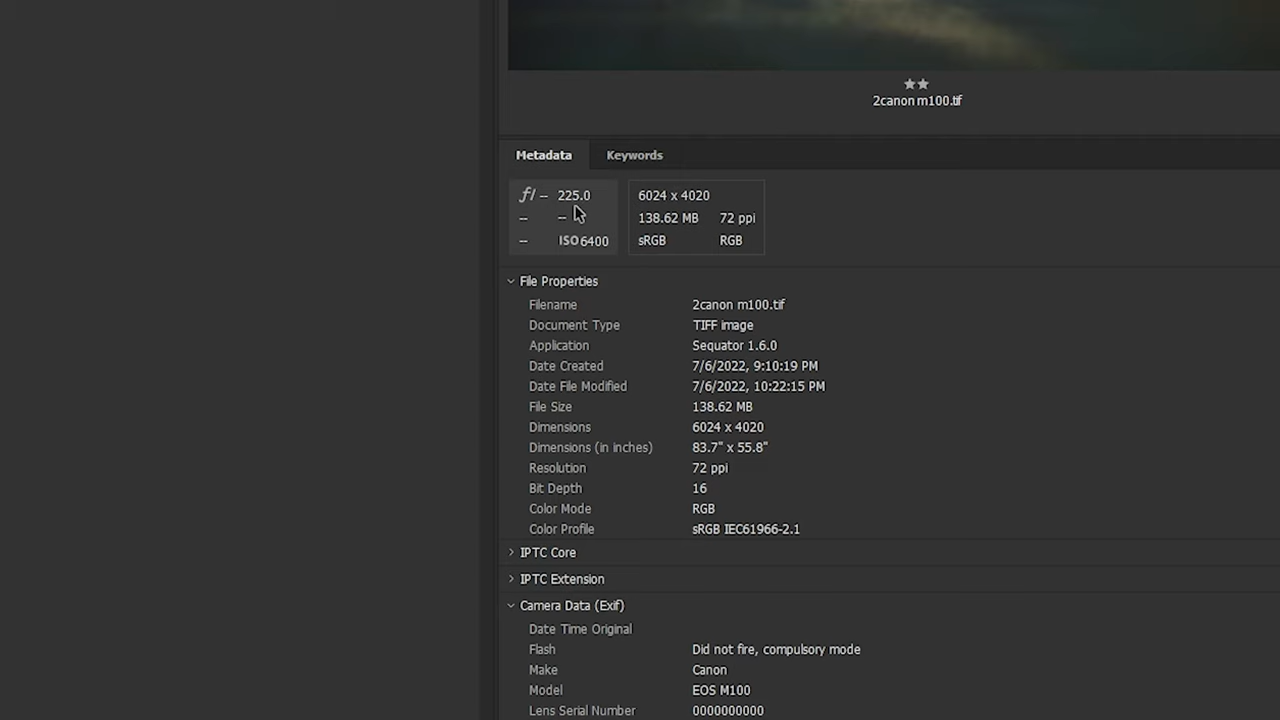 2canon m100.tif
Metadata Keywords
ƒ/ -- 225.0
-- --
-- ISO6400
6024 x 4020
138.62 MB 72 ppi
sRGB RGB
File Properties
Filename 2canon m100.tif
Document Type TIFF image
Application Sequator 1.6.0
Date Created 7/6/2022, 9:10:19 PM
Date File Modified 7/6/2022, 10:22:15 PM
File Size 138.62 MB
Dimensions 6024 x 4020
Dimensions (in inches) 83.7" x 55.8"
Resolution 72 ppi
Bit Depth 16
Color Mode RGB
Color Profile sRGB IEC61966-2.1
IPTC Core
IPTC Extension
Camera Data (Exif)
Date Time Original
Flash Did not fire, compulsory mode
Make Canon
Model EOS M100
Lens Serial Number 0000000000